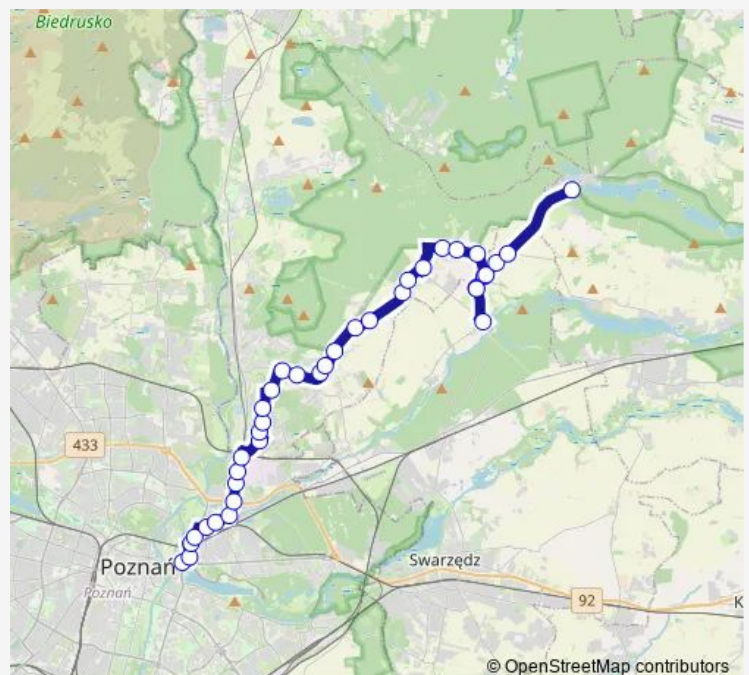 Biedrusko
433
Poznań
Poznań
Swarzędz
92
K
© OpenStreetMap contributors